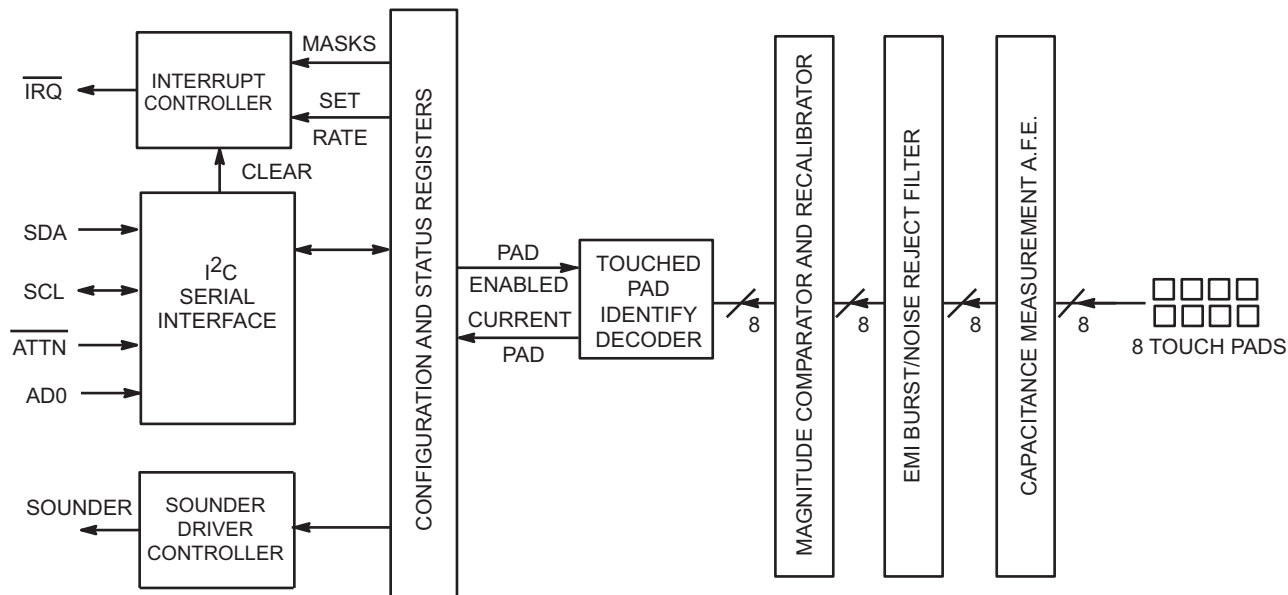 IRQ
INTERRUPT
CONTROLLER
MASKS
SET
RATE
CLEAR
SDA
SCL
ATTN
AD0
I²C
SERIAL
INTERFACE
SOUNDER
SOUNDER
DRIVER
CONTROLLER
CONFIGURATION AND STATUS REGISTERS
PAD
ENABLED
CURRENT
PAD
TOUCHED
PAD
IDENTIFY
DECODER
8
MAGNITUDE COMPARATOR AND RECALIBRATOR
8
EMI BURST/NOISE REJECT FILTER
8
CAPACITANCE MEASUREMENT A.F.E.
8
8 TOUCH PADS